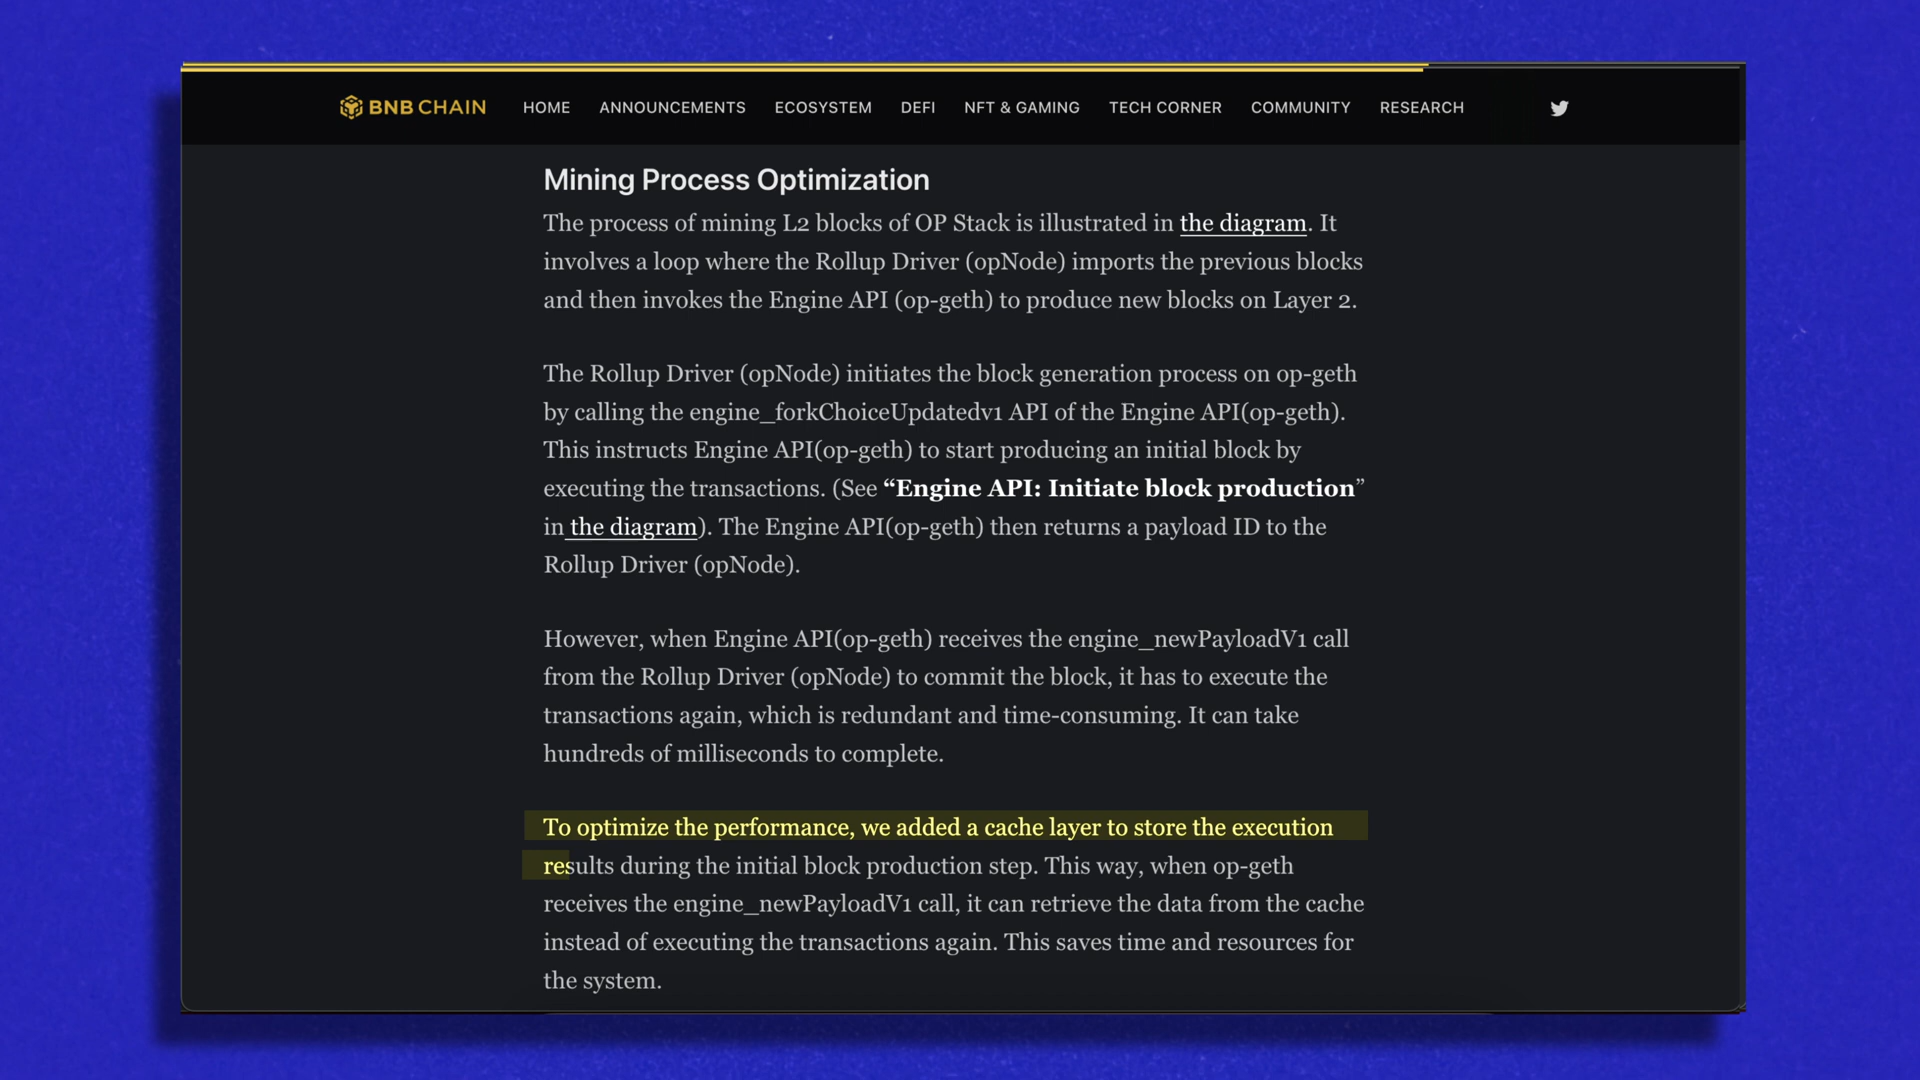 BNB CHAIN HOME ANNOUNCEMENTS ECOSYSTEM DEFI NFT & GAMING TECH CORNER COMMUNITY RESEARCH
Mining Process Optimization
The process of mining L2 blocks of OP Stack is illustrated in the diagram. It
involves a loop where the Rollup Driver (opNode) imports the previous blocks
and then invokes the Engine API (op-geth) to produce new blocks on Layer 2.
The Rollup Driver (opNode) initiates the block generation process on op-geth
by calling the engine_forkChoiceUpdatedv1 API of the Engine API(op-geth).
This instructs Engine API(op-geth) to start producing an initial block by
executing the transactions. (See “Engine API: Initiate block production”
in the diagram). The Engine API(op-geth) then returns a payload ID to the
Rollup Driver (opNode).
However, when Engine API(op-geth) receives the engine_newPayloadV1 call
from the Rollup Driver (opNode) to commit the block, it has to execute the
transactions again, which is redundant and time-consuming. It can take
hundreds of milliseconds to complete.
To optimize the performance, we added a cache layer to store the execution
results during the initial block production step. This way, when op-geth
receives the engine_newPayloadV1 call, it can retrieve the data from the cache
instead of executing the transactions again. This saves time and resources for
the system.